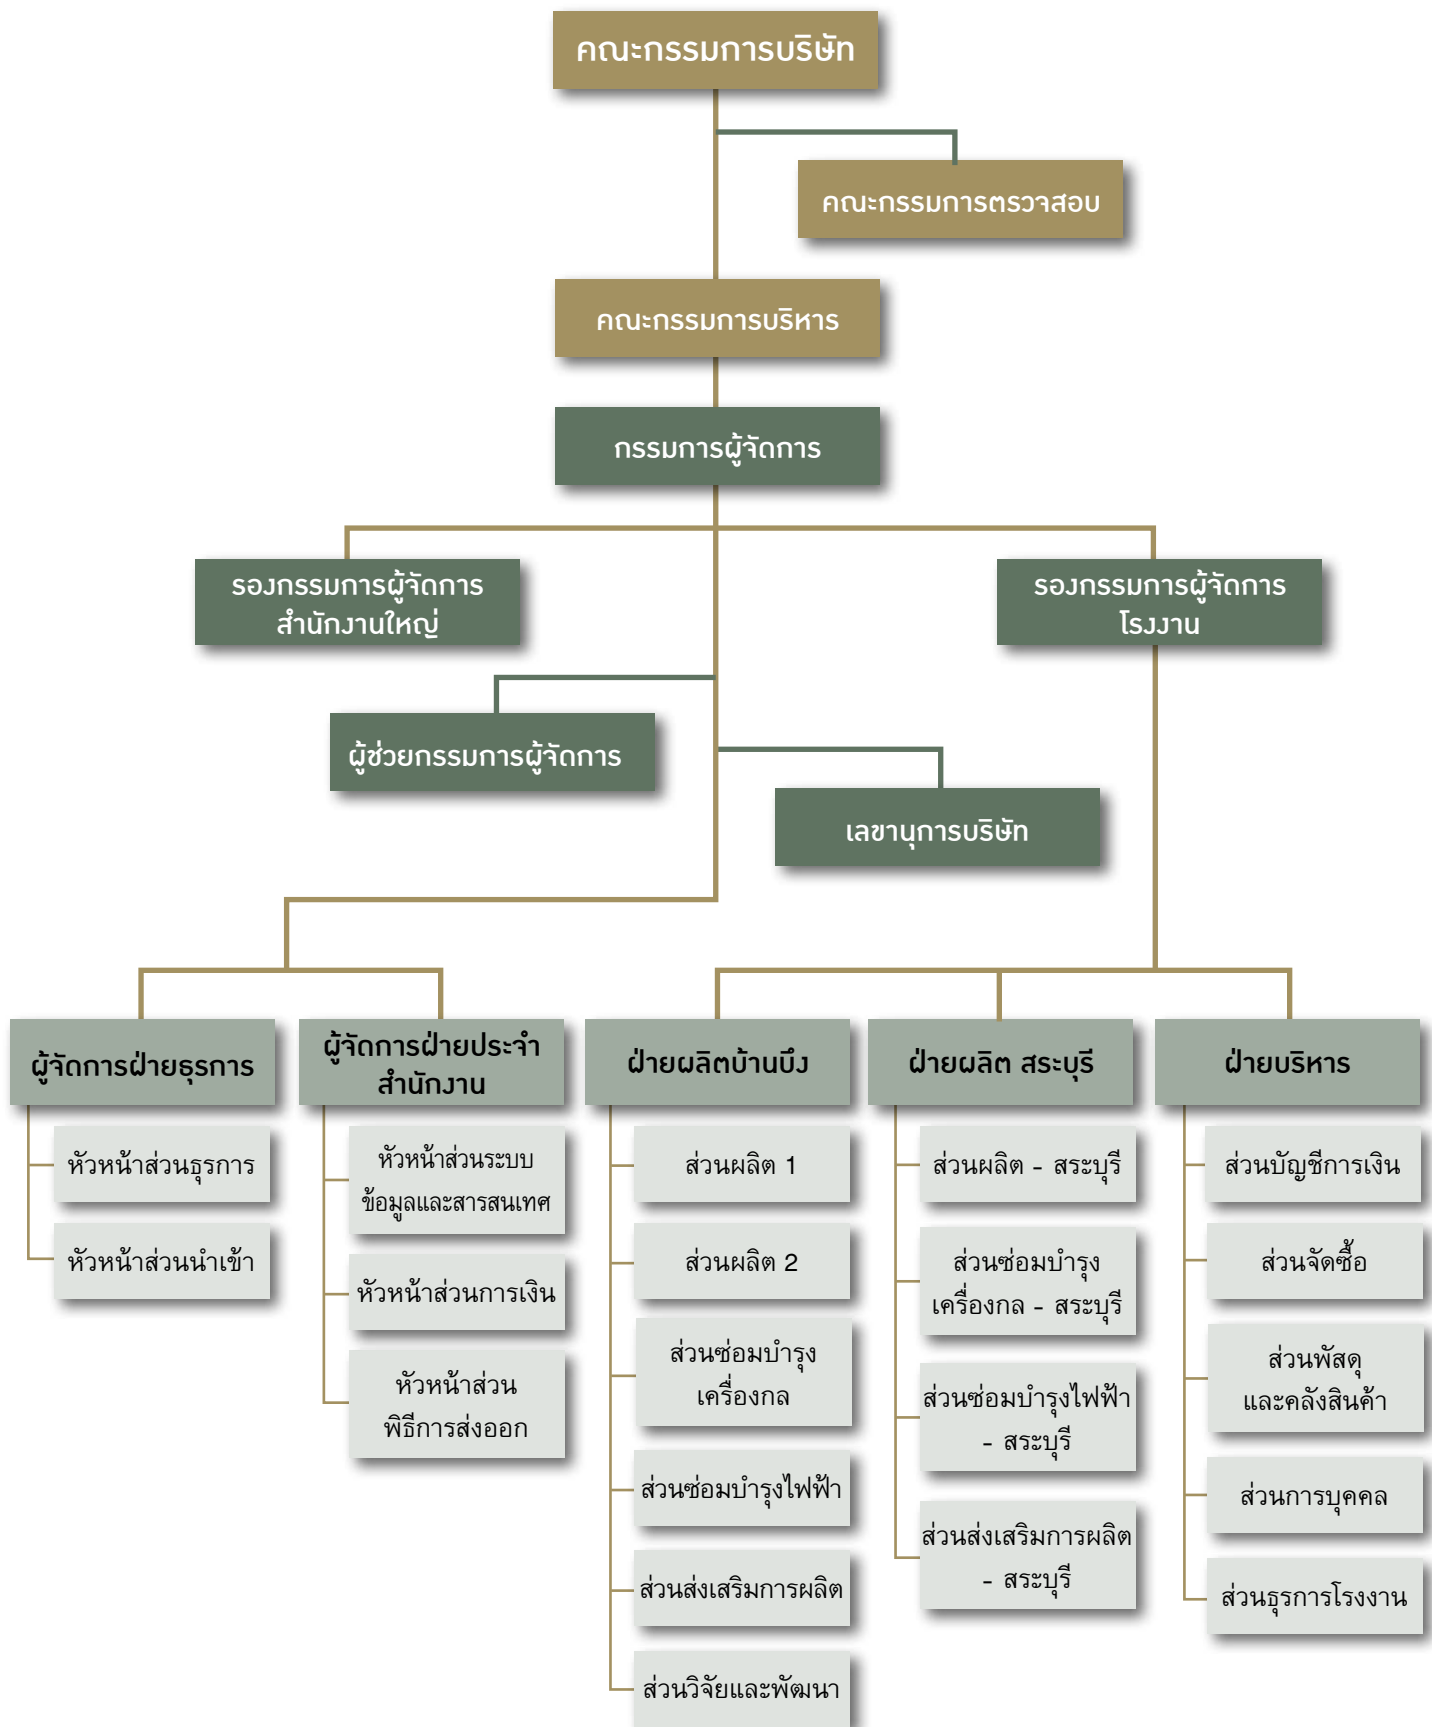 คณะกรรมการบริษัท
คณะกรรมการตรวจสอบ
คณะกรรมการบริหาร
กรรมการผู้จัดการ
รองกรรมการผู้จัดการ
สำนักงานใหญ่
รองกรรมการผู้จัดการ
โรงงาน
ผู้ช่วยกรรมการผู้จัดการ
เลขานุการบริษัท
ผู้จัดการฝ่ายธุรการ
หัวหน้าส่วนธุรการ
หัวหน้าส่วนนำเข้า
ผู้จัดการฝ่ายประจำ
สำนักงาน
หัวหน้าส่วนระบบ
ข้อมูลและสารสนเทศ
หัวหน้าส่วนการเงิน
หัวหน้าส่วน
พิธีการส่งออก
ฝ่ายผลิตบ้านบึง
ส่วนผลิต 1
ส่วนผลิต 2
ส่วนซ่อมบำรุง
เครื่องกล
ส่วนซ่อมบำรุงไฟฟ้า
ส่วนส่งเสริมการผลิต
ส่วนวิจัยและพัฒนา
ฝ่ายผลิต สระบุรี
ส่วนผลิต - สระบุรี
ส่วนซ่อมบำรุง
เครื่องกล - สระบุรี
ส่วนซ่อมบำรุงไฟฟ้า
- สระบุรี
ส่วนส่งเสริมการผลิต
- สระบุรี
ฝ่ายบริหาร
ส่วนบัญชีการเงิน
ส่วนจัดซื้อ
ส่วนพัสดุ
และคลังสินค้า
ส่วนการบุคคล
ส่วนธุรการโรงงาน